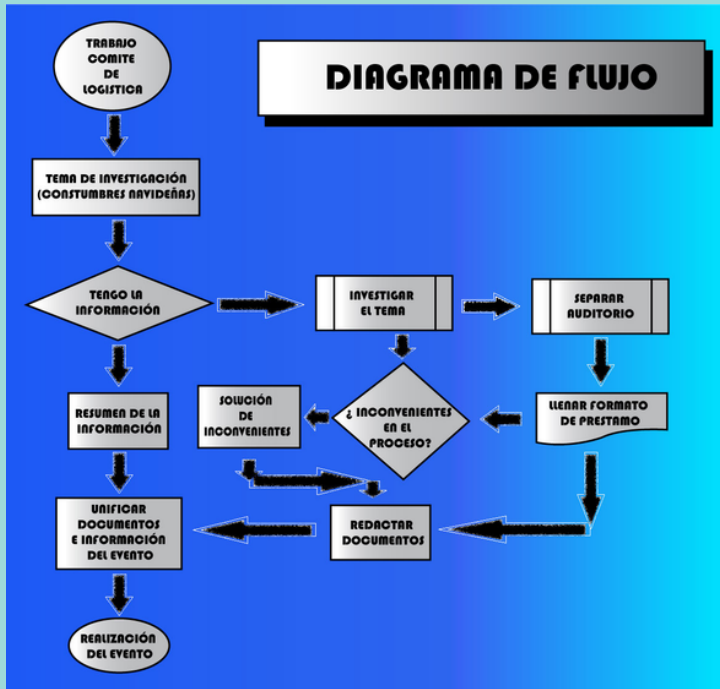 DIAGRAMA DE FLUJO
TRABAJO
COMITE
DE
LOGISTICA
TEMA DE INVESTIGACIÓN
(CONSTUMBRES NAVIDEÑAS)
TENGO LA
INFORMACIÓN
INVESTIGAR
EL TEMA
SEPARAR
AUDITORIO
RESUMEN DE LA
INFORMACIÓN
SOLUCIÓN
DE
INCONVENIENTES
¿ INCONVENIENTES
EN EL
PROCESO?
LLENAR FORMATO
DE PRESTAMO
UNIFICAR
DOCUMENTOS
E INFORMACIÓN
DEL EVENTO
REDACTAR
DOCUMENTOS
REALIZACIÓN
DEL EVENTO